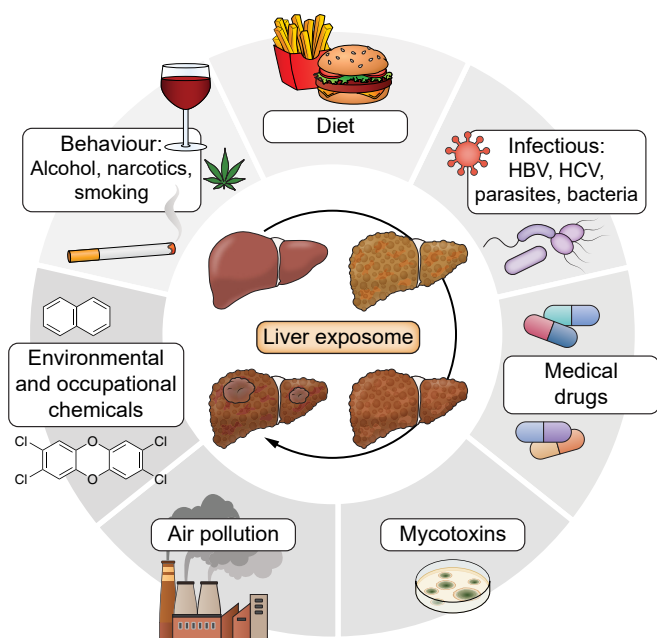 Diet
Behaviour:
Alcohol, narcotics,
smoking
Infectious:
HBV, HCV,
parasites, bacteria
Liver exposome
Environmental
and occupational
chemicals
Medical
drugs
Cl
O
Cl
Cl
O
Cl
Air pollution
Mycotoxins